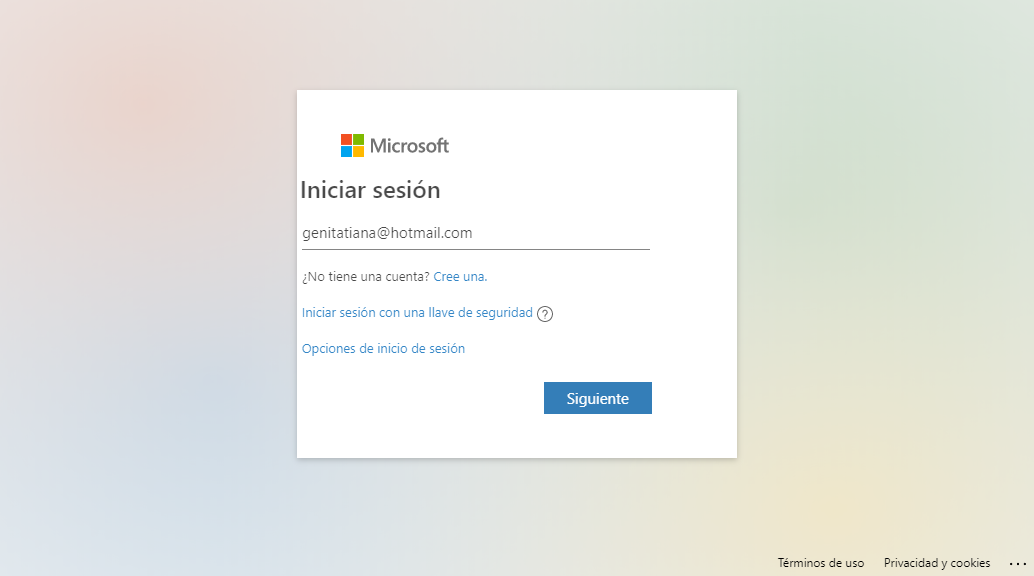 Microsoft
Iniciar sesión
genitatiana@hotmail.com
¿No tiene una cuenta? Cree una.
Iniciar sesión con una llave de seguridad ?
Opciones de inicio de sesión
Siguiente
Términos de uso Privacidad y cookies ...